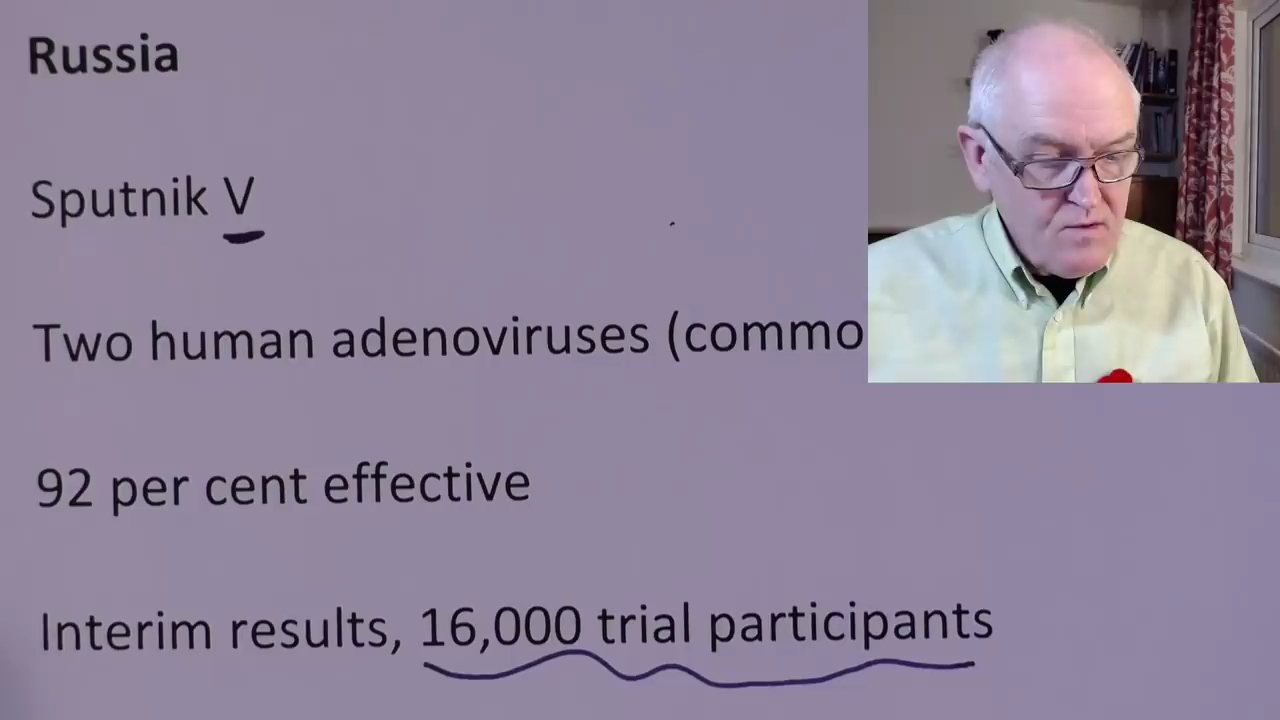 Russia
Sputnik V
Two human adenoviruses (commo
92 per cent effective
Interim results, 16,000 trial participants